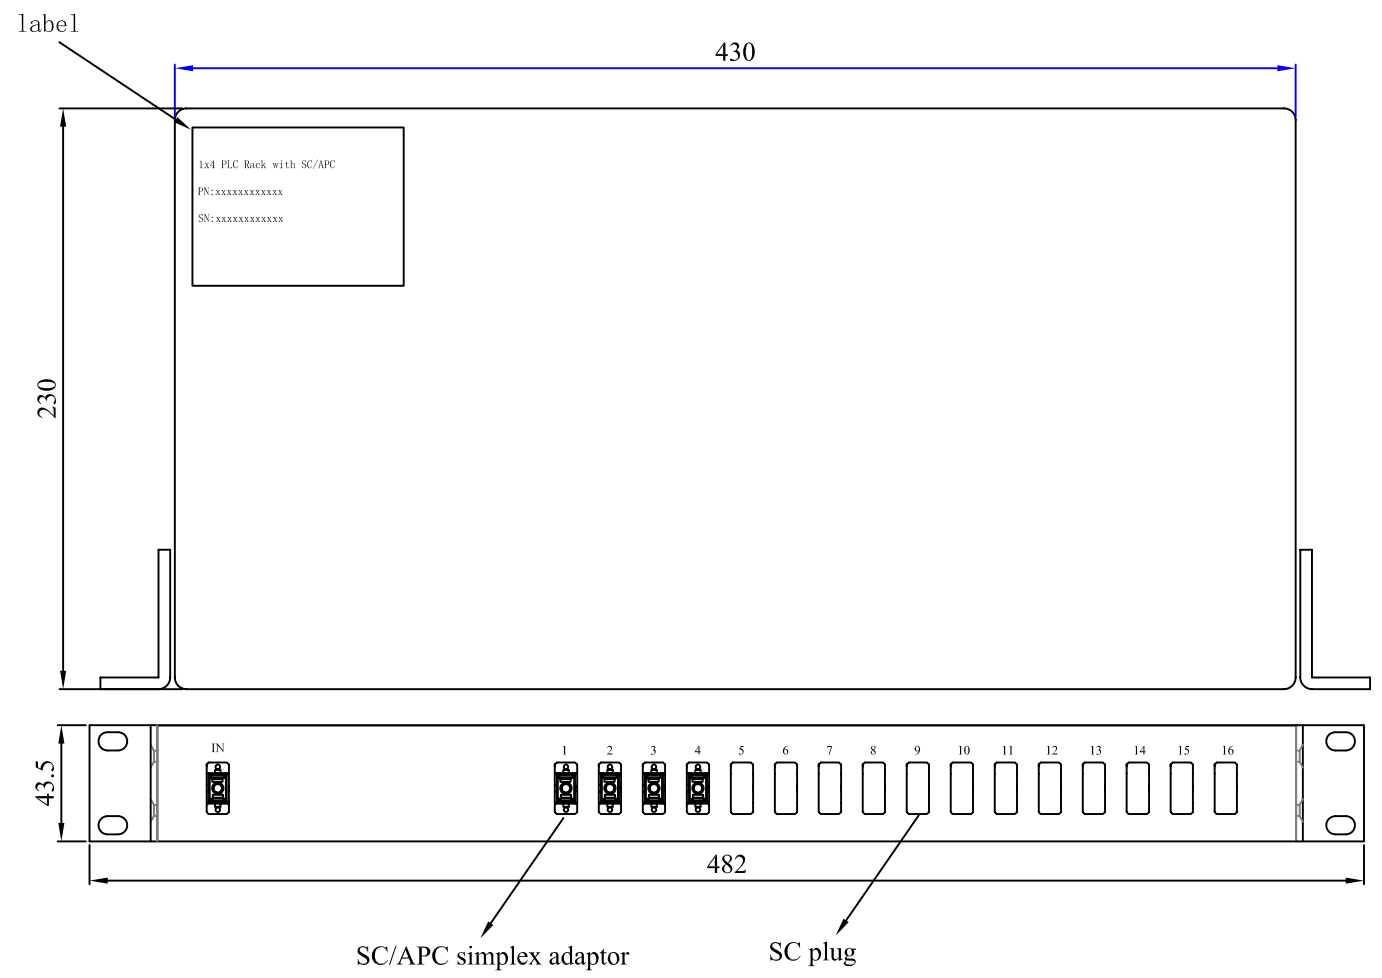 label
430
1x4 PLC Rack with SC/APC
PN:xxxxxxxxxxxx
SN:xxxxxxxxxxxx
230
IN 1 2 3 4 5 6 7 8 9 10 11 12 13 14 15 16
43.5
482
SC/APC simplex adaptor
SC plug